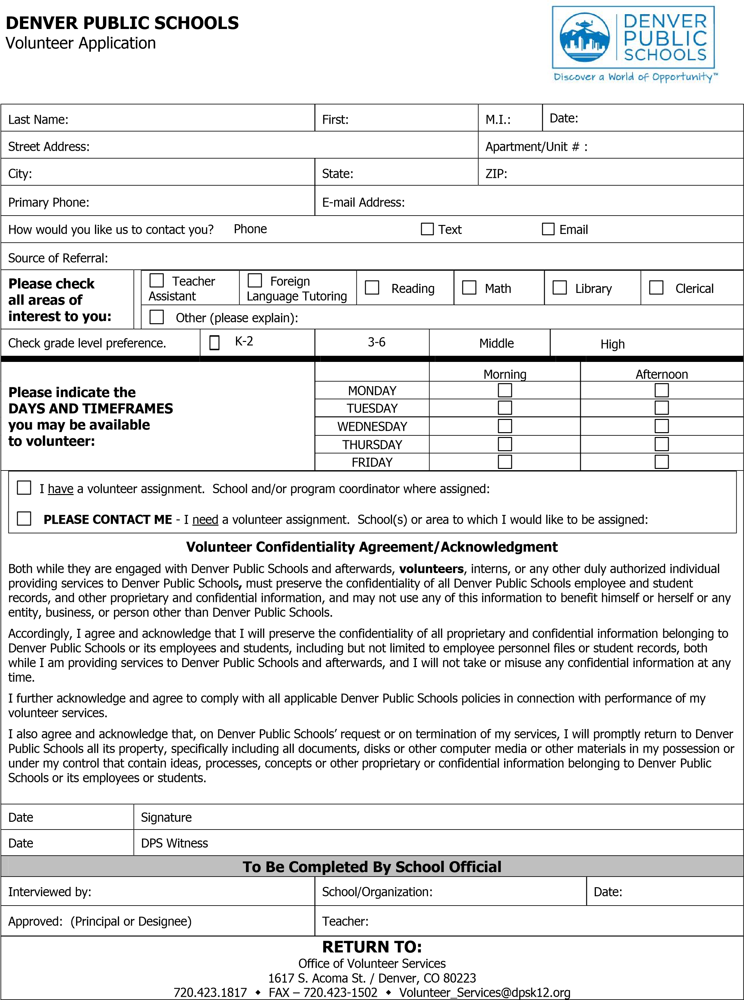 DENVER PUBLIC SCHOOLS
Volunteer Application
DENVER
PUBLIC
SCHOOLS
Discover a World of Opportunity™
Last Name: First: M.I.: Date:
Street Address: Apartment/Unit # :
City: State: ZIP:
Primary Phone: E-mail Address:
How would you like us to contact you? Phone Text Email
Source of Referral:
Please check
all areas of
interest to you:
Teacher
Assistant
Foreign
Language Tutoring
Reading Math Library Clerical
Other (please explain):
Check grade level preference. K-2 3-6 Middle High
Morning Afternoon
Please indicate the
DAYS AND TIMEFRAMES
you may be available
to volunteer:
MONDAY
TUESDAY
WEDNESDAY
THURSDAY
FRIDAY
I have a volunteer assignment. School and/or program coordinator where assigned:
PLEASE CONTACT ME - I need a volunteer assignment. School(s) or area to which I would like to be assigned:
Volunteer Confidentiality Agreement/Acknowledgment
Both while they are engaged with Denver Public Schools and afterwards, volunteers, interns, or any other duly authorized individual
providing services to Denver Public Schools, must preserve the confidentiality of all Denver Public Schools employee and student
records, and other proprietary and confidential information, and may not use any of this information to benefit himself or herself or any
entity, business, or person other than Denver Public Schools.
Accordingly, I agree and acknowledge that I will preserve the confidentiality of all proprietary and confidential information belonging to
Denver Public Schools or its employees and students, including but not limited to employee personnel files or student records, both
while I am providing services to Denver Public Schools and afterwards, and I will not take or misuse any confidential information at any
time.
I further acknowledge and agree to comply with all applicable Denver Public Schools policies in connection with performance of my
volunteer services.
I also agree and acknowledge that, on Denver Public Schools’ request or on termination of my services, I will promptly return to Denver
Public Schools all its property, specifically including all documents, disks or other computer media or other materials in my possession or
under my control that contain ideas, processes, concepts or other proprietary or confidential information belonging to Denver Public
Schools or its employees or students.
Date Signature
Date DPS Witness
To Be Completed By School Official
Interviewed by: School/Organization: Date:
Approved: (Principal or Designee) Teacher:
RETURN TO:
Office of Volunteer Services
1617 S. Acoma St. / Denver, CO 80223
720.423.1817 ◆ FAX – 720.423-1502 ◆ Volunteer_Services@dpsk12.org